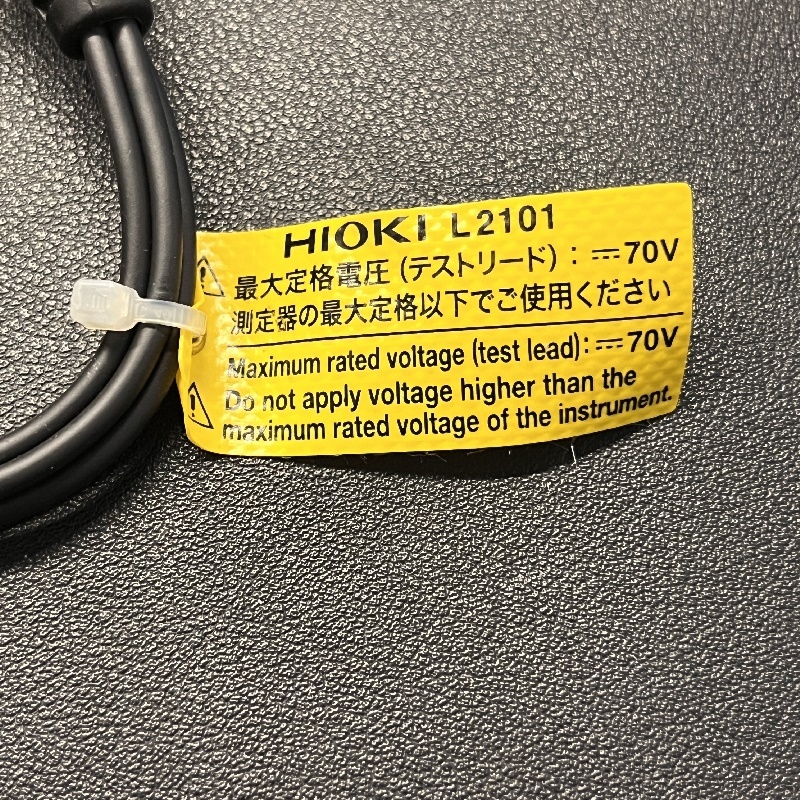 HIOKI L2101
最大定格電圧 (テストリード) : ⎓70V
測定器の最大定格以下でご使用ください
Maximum rated voltage (test lead): ⎓70V
Do not apply voltage higher than the
maximum rated voltage of the instrument.